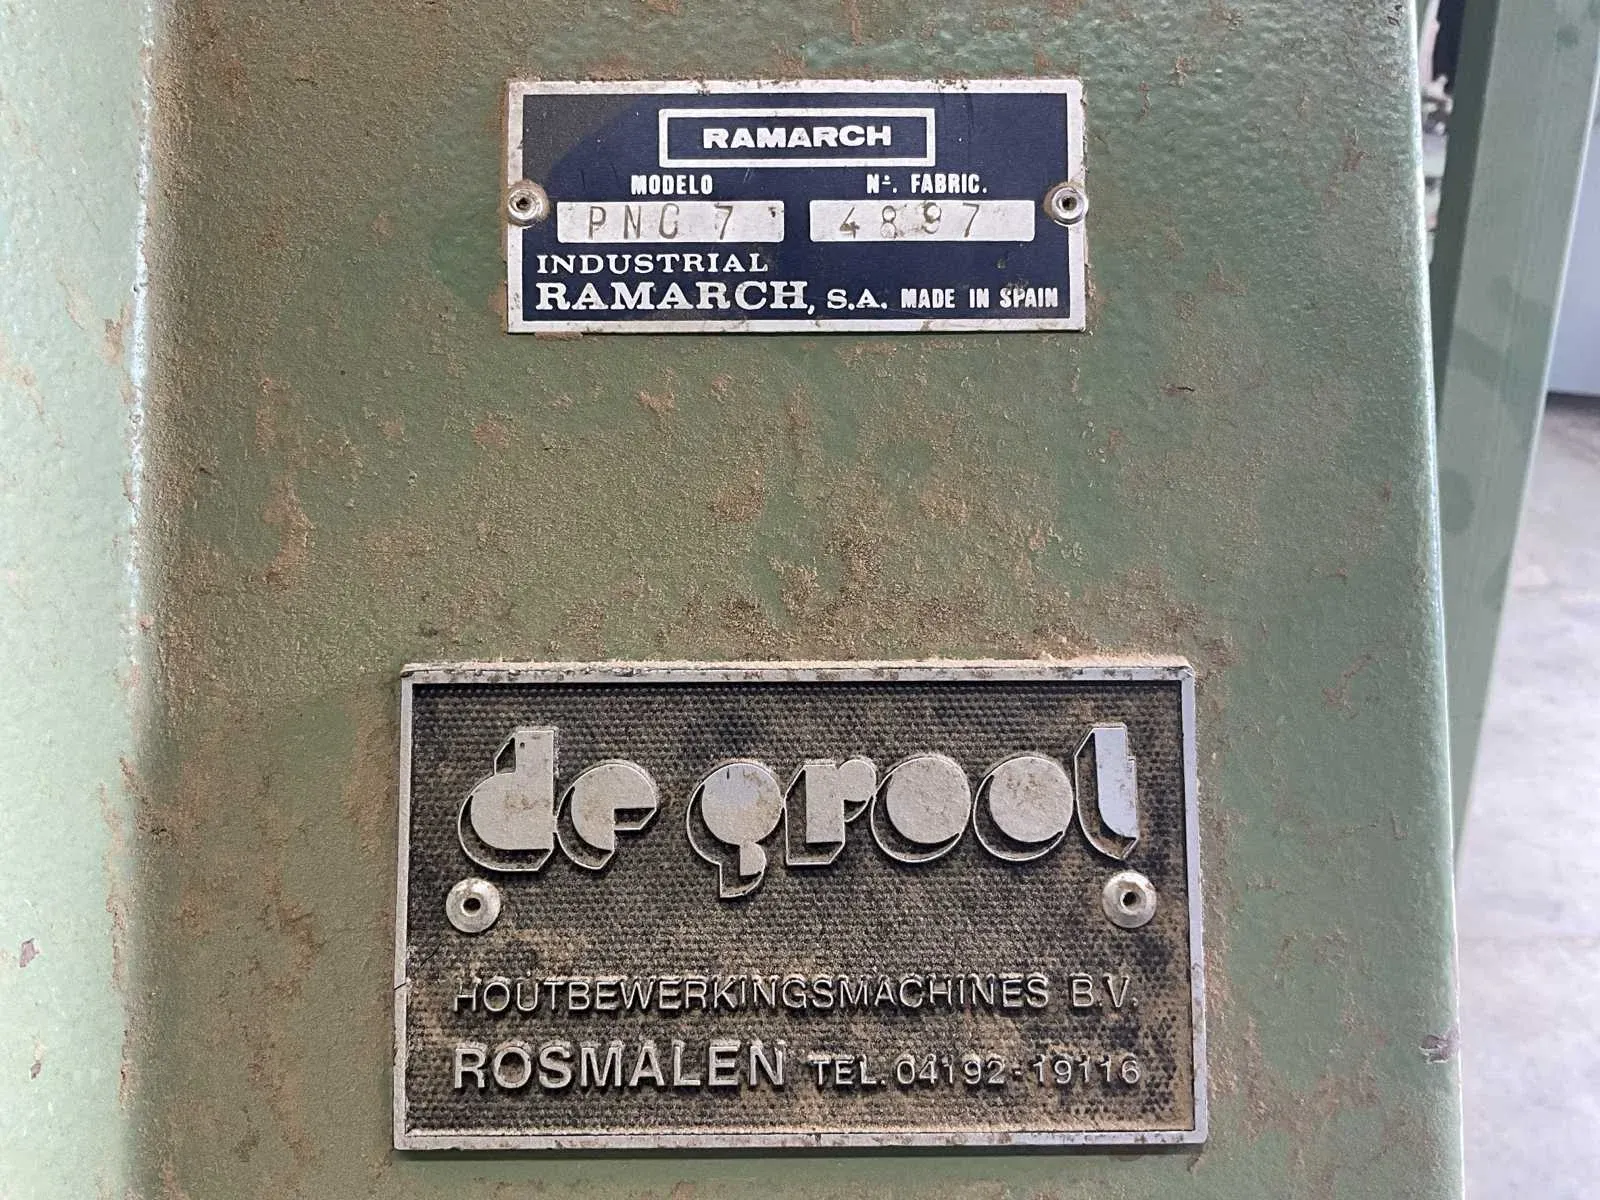 RAMARCH
MODELO Nº. FABRIC.
PNC 7 4897
INDUSTRIAL
RAMARCH, S.A. MADE IN SPAIN
de groot
HOUTBEWERKINGSMACHINES B.V.
ROSMALEN TEL. 04192-19116